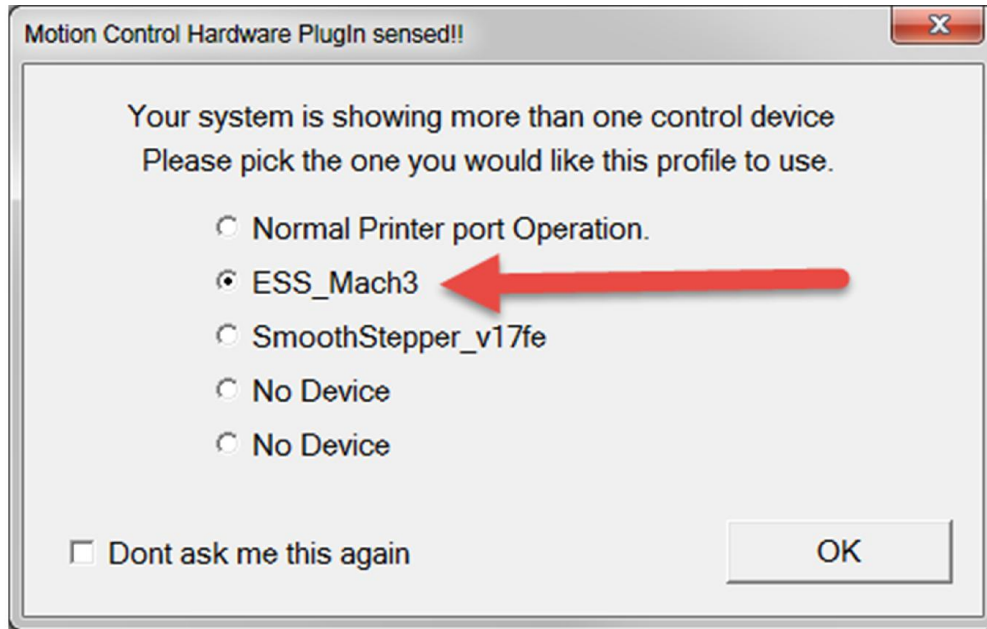 Motion Control Hardware PlugIn sensed!!
Your system is showing more than one control device
Please pick the one you would like this profile to use.
Normal Printer port Operation.
ESS_Mach3
SmoothStepper_v17fe
No Device
No Device
Dont ask me this again
OK